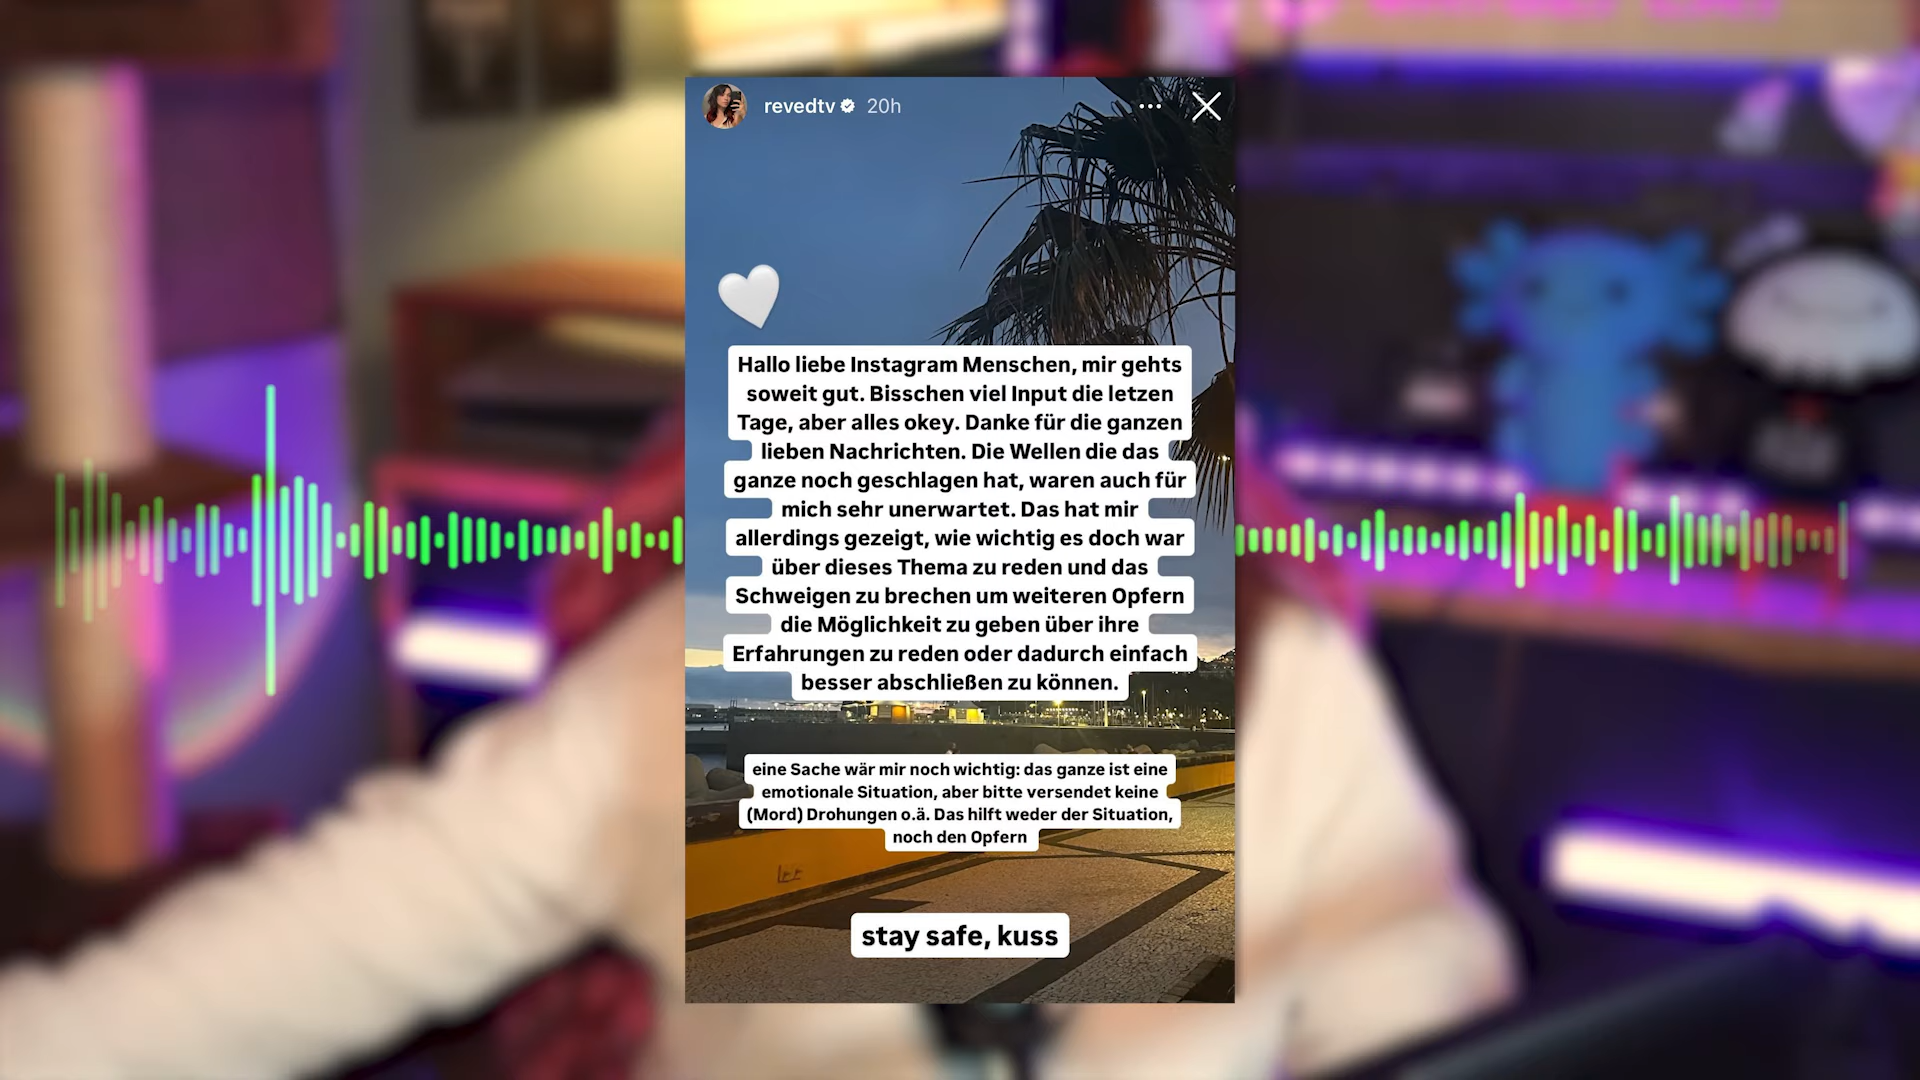 revedtv 20h
Hallo liebe Instagram Menschen, mir gehts
soweit gut. Bisschen viel Input die letzen
Tage, aber alles okey. Danke für die ganzen
lieben Nachrichten. Die Wellen die das
ganze noch geschlagen hat, waren auch für
mich sehr unerwartet. Das hat mir
allerdings gezeigt, wie wichtig es doch war
über dieses Thema zu reden und das
Schweigen zu brechen um weiteren Opfern
die Möglichkeit zu geben über ihre
Erfahrungen zu reden oder dadurch einfach
besser abschließen zu können.
eine Sache wär mir noch wichtig: das ganze ist eine
emotionale Situation, aber bitte versendet keine
(Mord) Drohungen o.ä. Das hilft weder der Situation,
noch den Opfern
stay safe, kuss